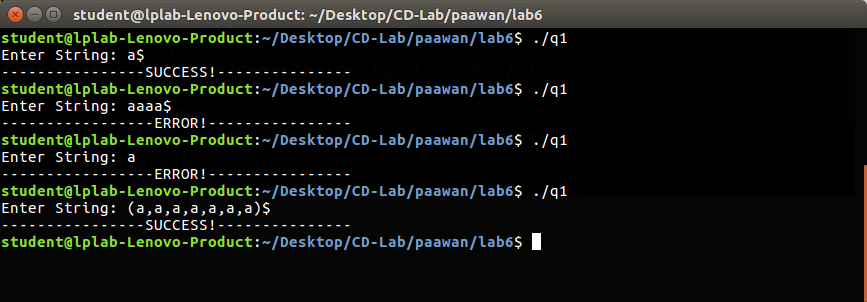 student@lplab-Lenovo-Product: ~/Desktop/CD-Lab/paawan/lab6
student@lplab-Lenovo-Product:~/Desktop/CD-Lab/paawan/lab6$ ./q1
Enter String: a$
----------------SUCCESS!---------------
student@lplab-Lenovo-Product:~/Desktop/CD-Lab/paawan/lab6$ ./q1
Enter String: aaaa$
-----------------ERROR!----------------
student@lplab-Lenovo-Product:~/Desktop/CD-Lab/paawan/lab6$ ./q1
Enter String: a
-----------------ERROR!----------------
student@lplab-Lenovo-Product:~/Desktop/CD-Lab/paawan/lab6$ ./q1
Enter String: (a,a,a,a,a,a,a)$
----------------SUCCESS!---------------
student@lplab-Lenovo-Product:~/Desktop/CD-Lab/paawan/lab6$